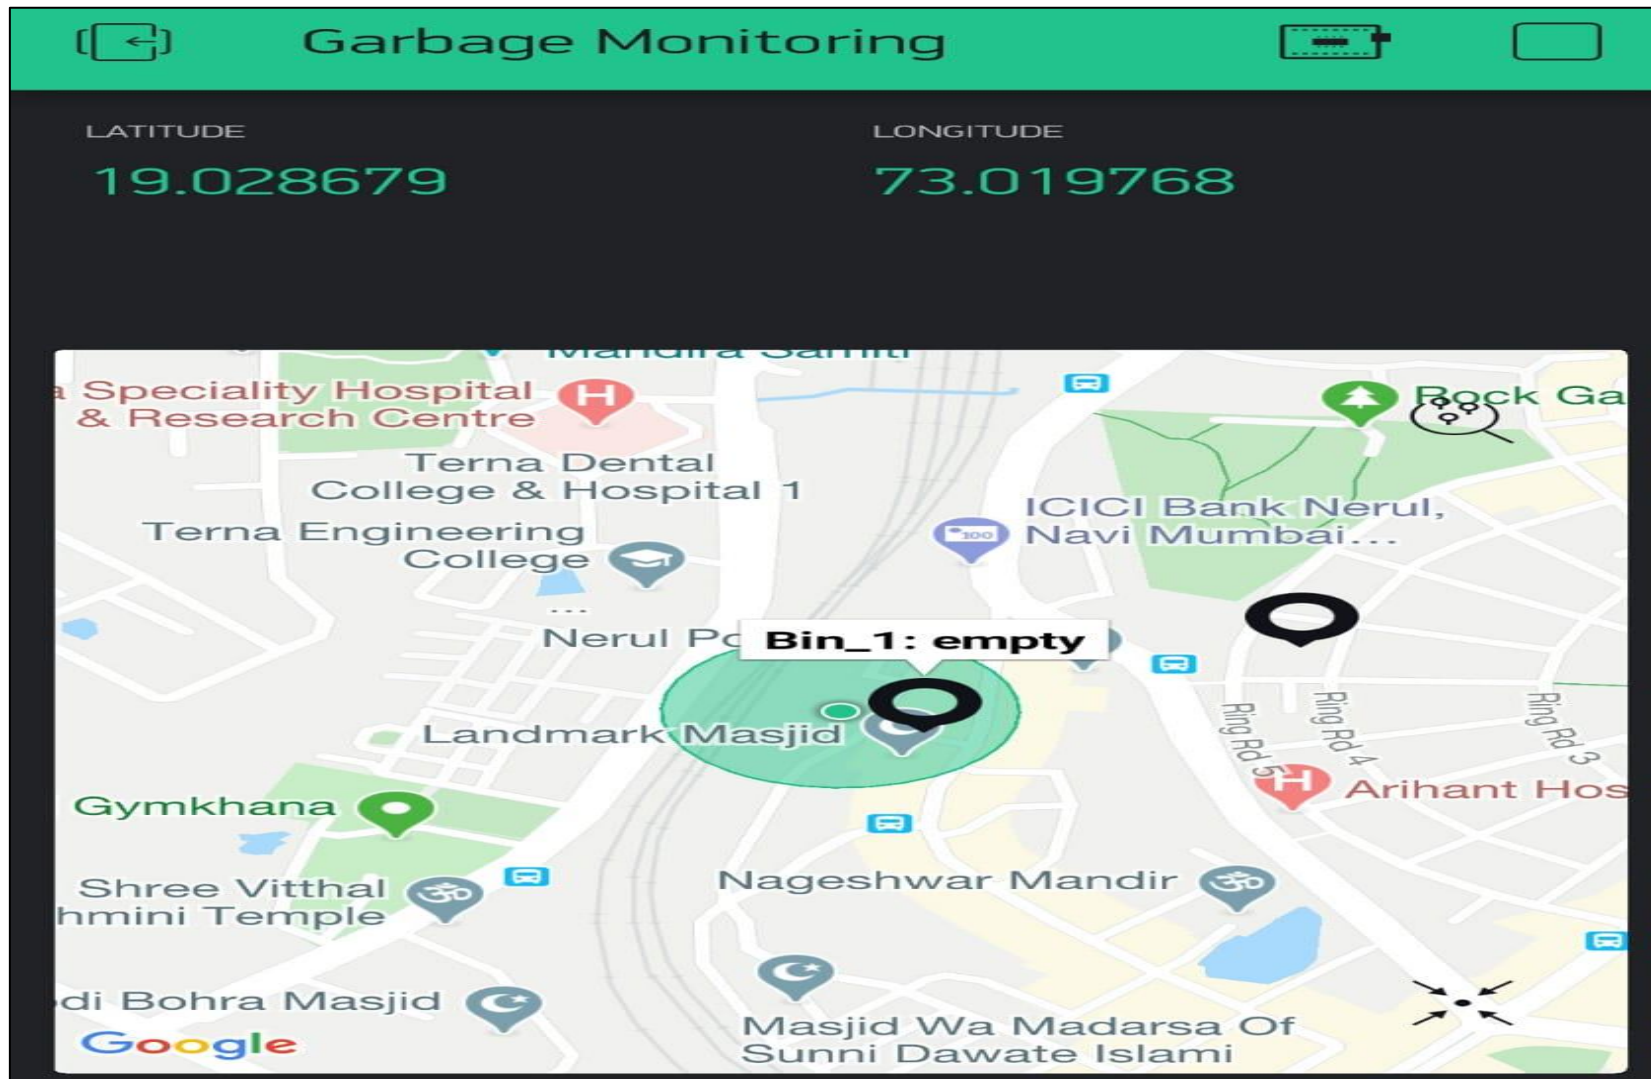 Garbage Monitoring
LATITUDE
LONGITUDE
19.028679
73.019768
Mandira Samiti
a Speciality Hospital
& Research Centre
Rock Ga
Terna Dental
College & Hospital 1
ICICI Bank Nerul,
Navi Mumbai...
100
Terna Engineering
College
...
Nerul Po
Bin_1: empty
Landmark Masjid
Ring Rd 5
Ring Rd 4
Ring Rd 3
Arihant Hos
Gymkhana
Shree Vitthal
hmini Temple
Nageshwar Mandir
di Bohra Masjid
Masjid Wa Madarsa Of
Sunni Dawate Islami
Google